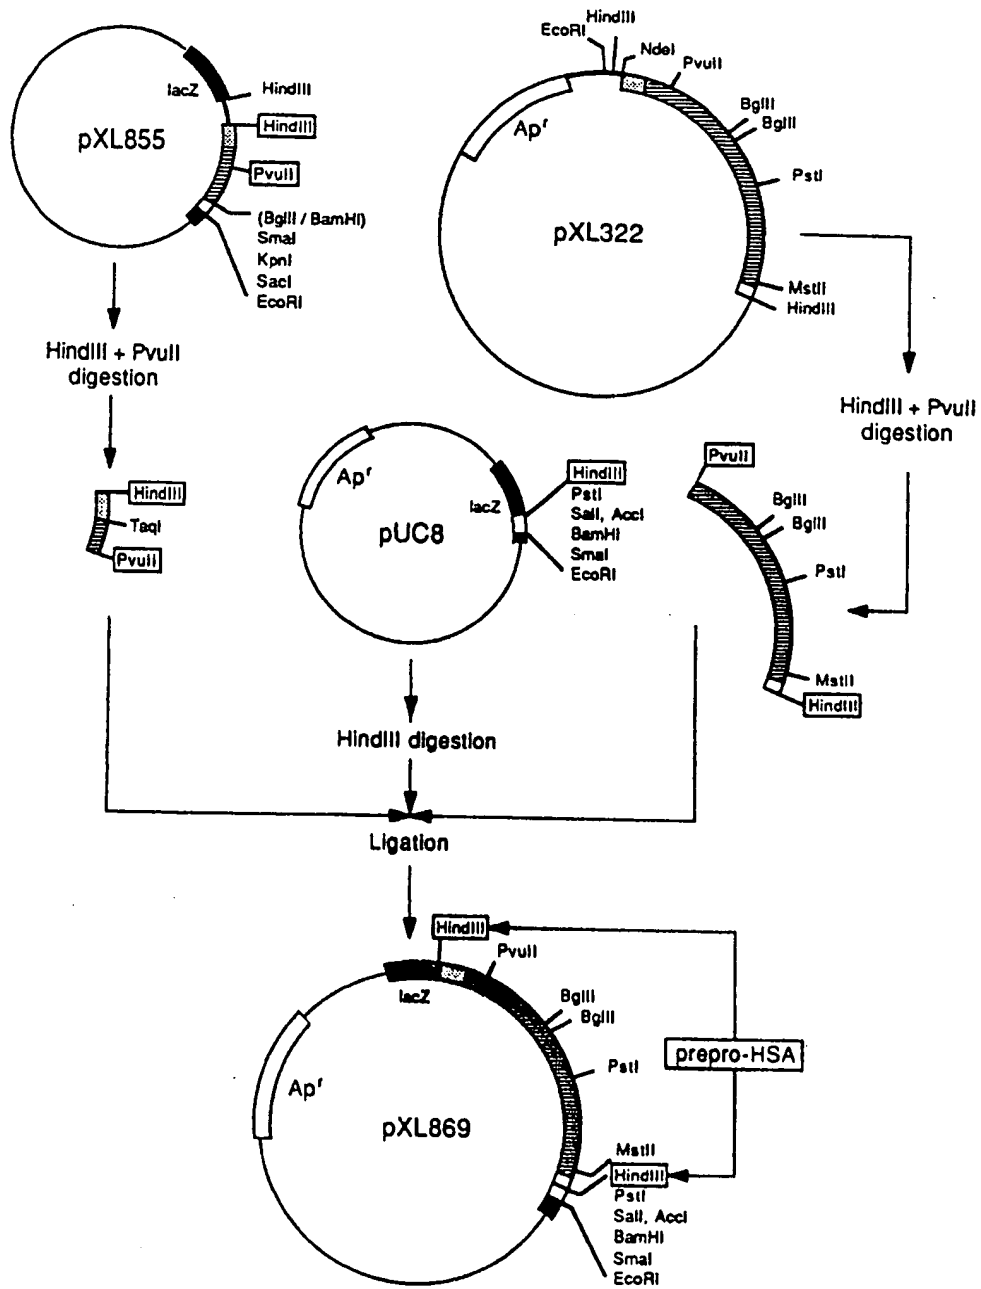 lacZ
HindIII
HindIII
PvuII
pXL855
(BglII / BamHI)
SmaI
KpnI
SacI
EcoRI
HindIII
EcoRI
NdeI
PvuII
BglII
BglII
PstI
Apr
pXL322
MstII
HindIII
HindIII + PvuII
digestion
HindIII + PvuII
digestion
HindIII
TaqI
PvuII
Apr
lacZ
pUC8
HindIII
PstI
SalI, AccI
BamHI
SmaI
EcoRI
PvuII
BglII
BglII
PstI
MstII
HindIII
HindIII digestion
Ligation
HindIII
PvuII
lacZ
BglII
BglII
PstI
prepro-HSA
Apr
pXL869
MstII
HindIII
PstI
SalI, AccI
BamHI
SmaI
EcoRI